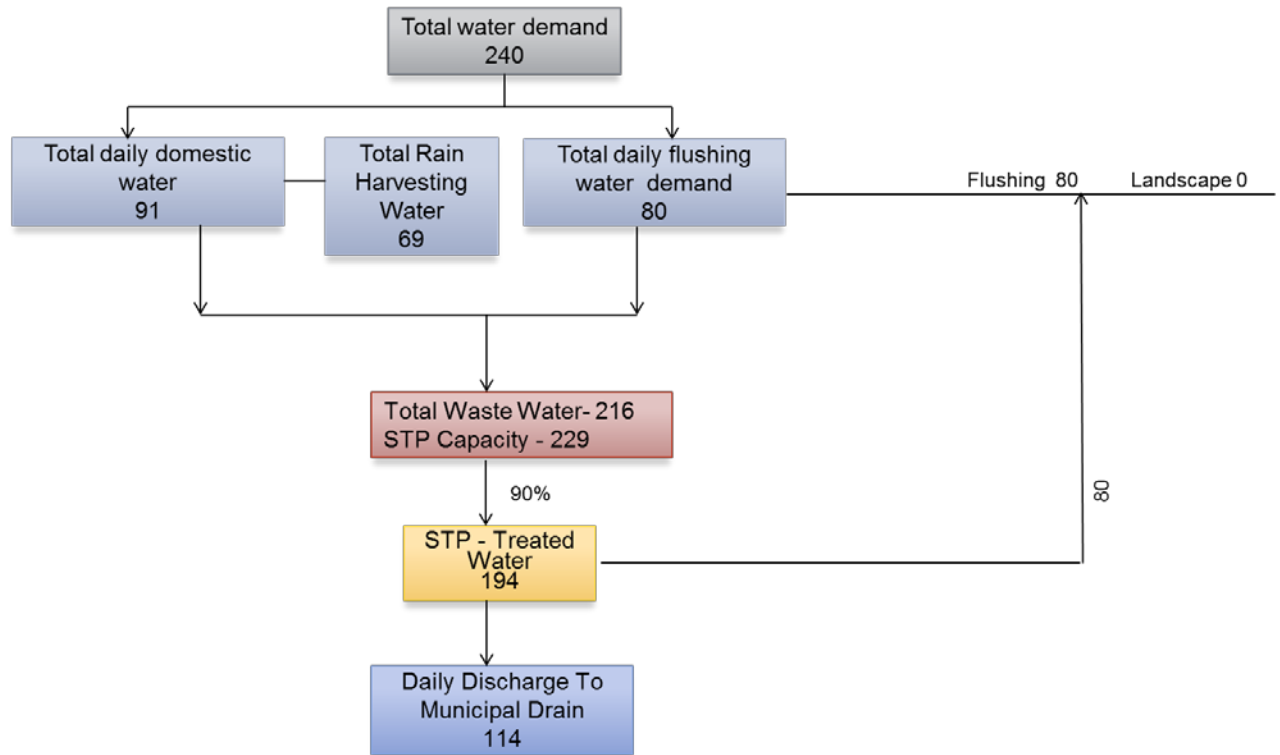 Total water demand
240
Total daily domestic
water
91
Total Rain
Harvesting
Water
69
Total daily flushing
water demand
80
Flushing 80
Landscape 0
Total Waste Water- 216
STP Capacity - 229
90%
80
STP - Treated
Water
194
Daily Discharge To
Municipal Drain
114